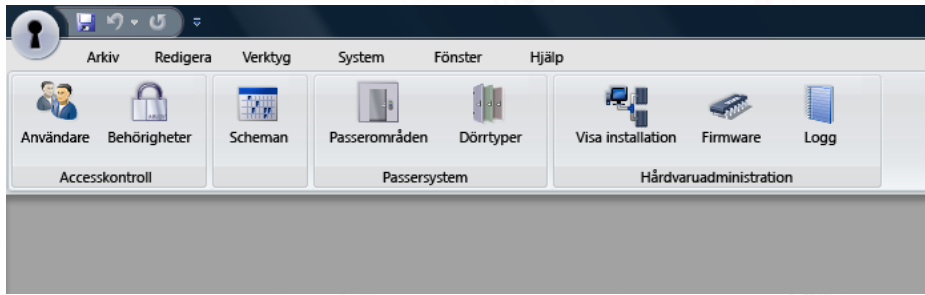 Arkiv Redigera Verktyg System Fönster Hjälp
Användare Behörigheter Scheman Passerområden Dörrtyper Visa installation Firmware Logg
Accesskontroll Passersystem Hårdvaruadministration